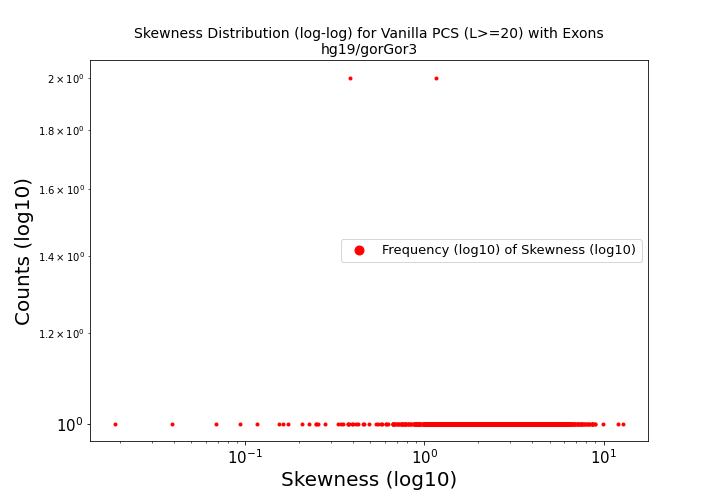 Skewness Distribution (log-log) for Vanilla PCS (L>=20) with Exons
hg19/gorGor3
Counts (log10)
2 × 10⁰
1.8 × 10⁰
1.6 × 10⁰
1.4 × 10⁰
1.2 × 10⁰
10⁰
Frequency (log10) of Skewness (log10)
10⁻¹ 10⁰ 10¹
Skewness (log10)